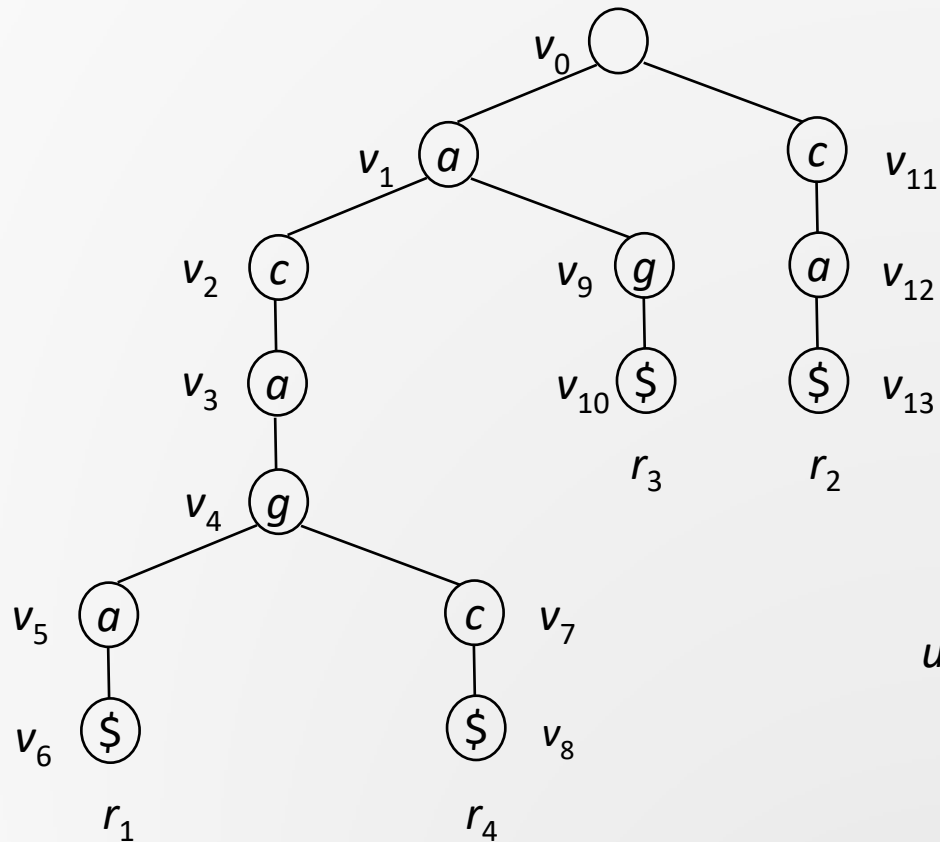 v0
v1 a c v11
v2 c v9 g a v12
v3 a v10 $ $ v13
r3 r2
v4 g
v5 a c v7
u
v6 $ $ v8
r1 r4